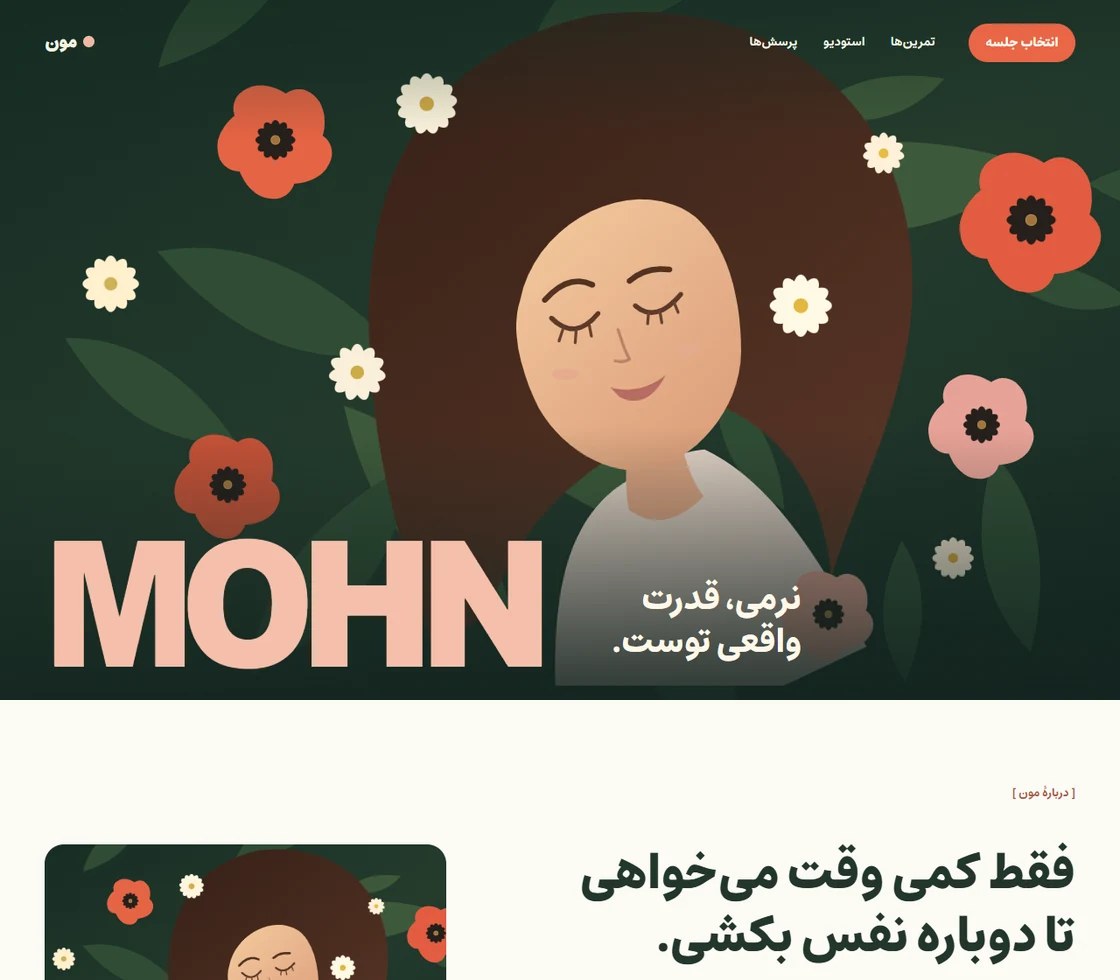 مون
انتخاب جلسه
تمرین‌ها
استودیو
پرسش‌ها
MOHN
نرمی، قدرت
واقعی توست.
[ دربارهٔ مون ]
فقط کمی وقت می‌خواهی
تا دوباره نفس بکشی.